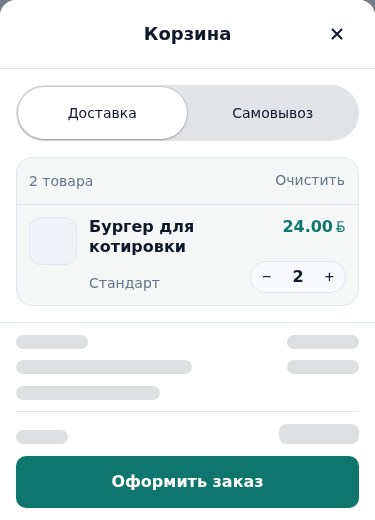 Корзина
Доставка
Самовывоз
2 товара
Очистить
Бургер для
котировки
24.00 Б
Стандарт
− 2 +
Оформить заказ